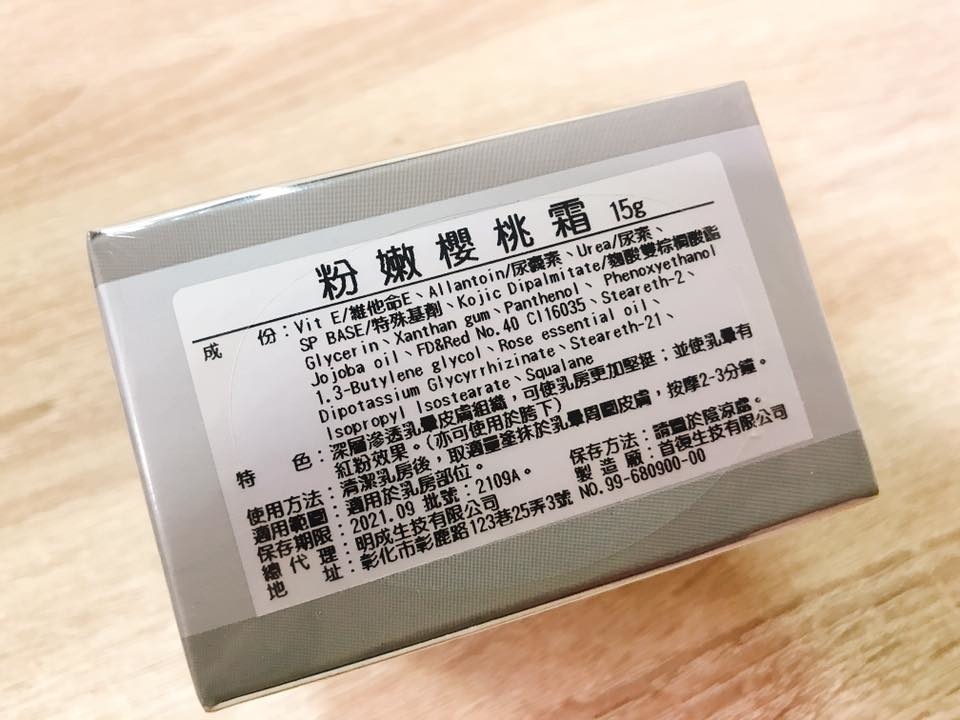 粉嫩櫻桃霜 15g
成 份：Vit E/維他命E、Allantoin/尿囊素、Urea/尿素、
SP BASE/特殊基劑、Kojic Dipalmitate/麴酸雙棕櫚酸酯
Glycerin、Xanthan gum、Panthenol、Phenoxyethanol
Jojoba oil、FD&Red No.40 CI16035、Steareth-2
1.3-Butylene glycol、Rose essential oil、
Dipotassium Glycyrrhizinate、Steareth-21、
Isopropyl Isostearate、Squalane
特 色：深層滲透乳暈皮膚組織，可使乳房更加堅挺；並使乳暈有
紅粉效果。(亦可使用於胯下)
使用方法：清潔乳房後，取適量塗抹於乳暈周圍皮膚，按摩2-3分鐘。
適用範圍：適用於乳房部位。 保存方法：請置於陰涼處。
保存期限：2021.09 批號：2109A。 製造廠：首復生技有限公司
總代理：明成生技有限公司 NO.99-680900-00
地 址：彰化市彰鹿路123巷25弄3號